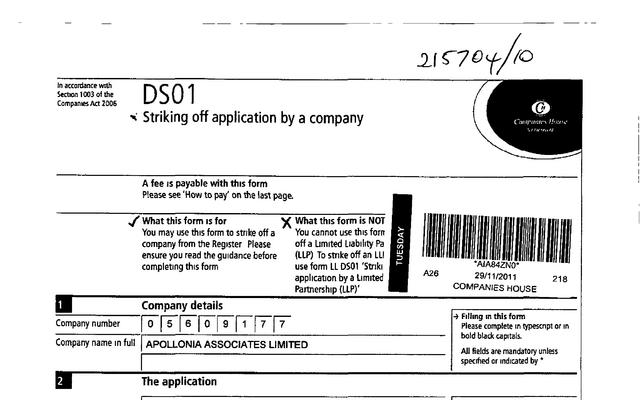 215704/10
In accordance with
Section 1003 of the
Companies Act 2006
DS01
Striking off application by a company
Companies House
A fee is payable with this form
Please see 'How to pay' on the last page.
✓ What this form is for
You may use this form to strike off a
company from the Register Please
ensure you read the guidance before
completing this form
X What this form is NOT
You cannot use this form
off a Limited Liability Pa
(LLP) To strike off an LLI
use form LL DS01 'Striki
application by a Limited
Partnership (LLP)'
TUESDAY
*AIA84ZN0*
A26 29/11/2011 218
COMPANIES HOUSE
1 Company details
Company number 0 5 6 0 9 1 7 7
Company name in full APOLLONIA ASSOCIATES LIMITED
→ Filling in this form
Please complete in typescript or in
bold black capitals.
All fields are mandatory unless
specified or indicated by *
2 The application